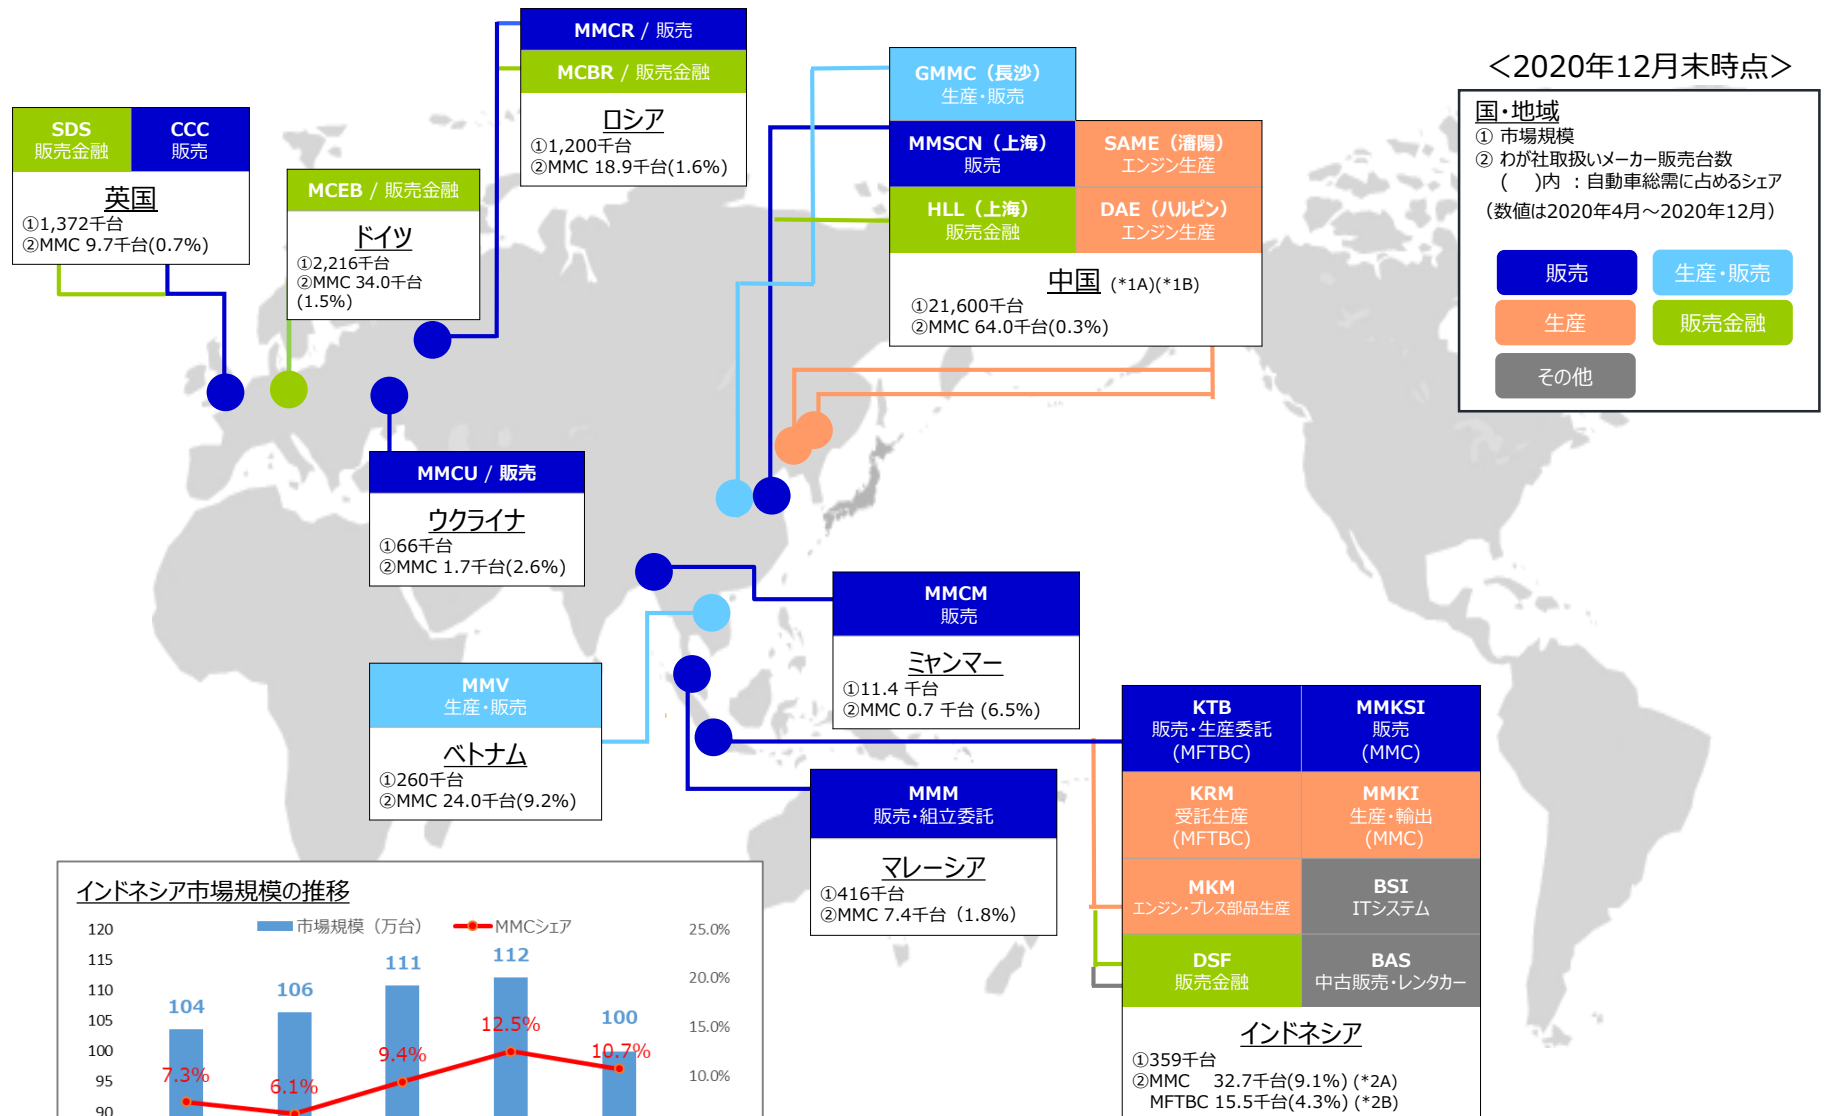 MMCR / 販売
MCBR / 販売金融
ロシア
①1,200千台
②MMC 18.9千台(1.6%)
SDS
販売金融
CCC
販売
英国
①1,372千台
②MMC 9.7千台(0.7%)
MCEB / 販売金融
ドイツ
①2,216千台
②MMC 34.0千台
(1.5%)
GMMC（長沙）
生産・販売
MMSCN（上海）
販売
SAME（瀋陽）
エンジン生産
HLL（上海）
販売金融
DAE（ハルピン）
エンジン生産
中国 (*1A)(*1B)
①21,600千台
②MMC 64.0千台(0.3%)
＜2020年12月末時点＞
国・地域
① 市場規模
② わが社取扱いメーカー販売台数
(　)内 ：自動車総需に占めるシェア
（数値は2020年4月～2020年12月）
販売
生産・販売
生産
販売金融
その他
MMCU / 販売
ウクライナ
①66千台
②MMC 1.7千台(2.6%)
MMCM
販売
ミャンマー
①11.4 千台
②MMC 0.7 千台 (6.5%)
MMV
生産・販売
ベトナム
①260千台
②MMC 24.0千台(9.2%)
MMM
販売・組立委託
マレーシア
①416千台
②MMC 7.4千台（1.8%）
KTB
販売・生産委託
(MFTBC)
MMKSI
販売
(MMC)
KRM
受託生産
(MFTBC)
MMKI
生産・輸出
(MMC)
MKM
エンジン・プレス部品生産
BSI
ITシステム
DSF
販売金融
BAS
中古販売・レンタカー
インドネシア
①359千台
②MMC 32.7千台(9.1%) (*2A)
MFTBC 15.5千台(4.3%) (*2B)
インドネシア市場規模の推移
市場規模（万台）
MMCシェア
120
115
110
105
100
95
90
25.0%
20.0%
15.0%
10.0%
104
106
111
112
100
7.3%
6.1%
9.4%
12.5%
10.7%